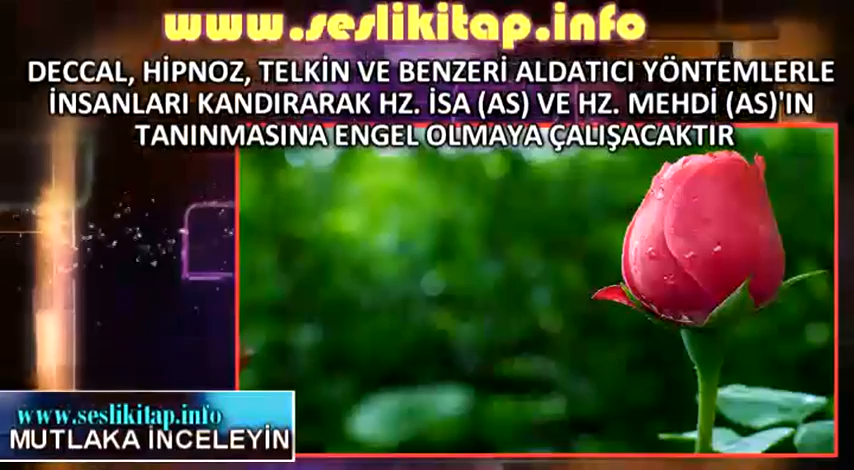 www.seslikitap.info
DECCAL, HİPNOZ, TELKİN VE BENZERİ ALDATICI YÖNTEMLERLE
İNSANLARI KANDIRARAK HZ. İSA (AS) VE HZ. MEHDİ (AS)'IN
TANINMASINA ENGEL OLMAYA ÇALIŞACAKTIR
www.seslikitap.info
MUTLAKA İNCELEYİN